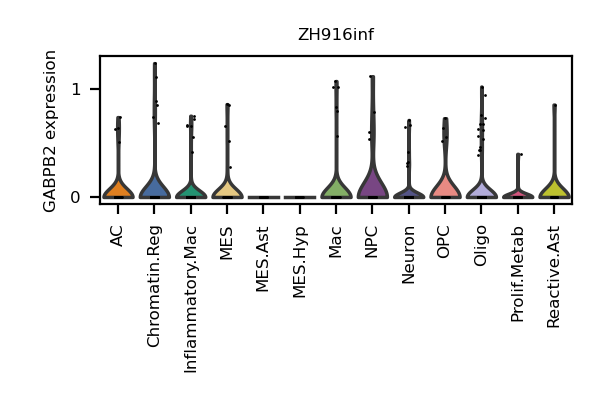 ZH916inf
GABPB2 expression
1
0
AC
Chromatin.Reg
Inflammatory.Mac
MES
MES.Ast
MES.Hyp
Mac
NPC
Neuron
OPC
Oligo
Prolif.Metab
Reactive.Ast